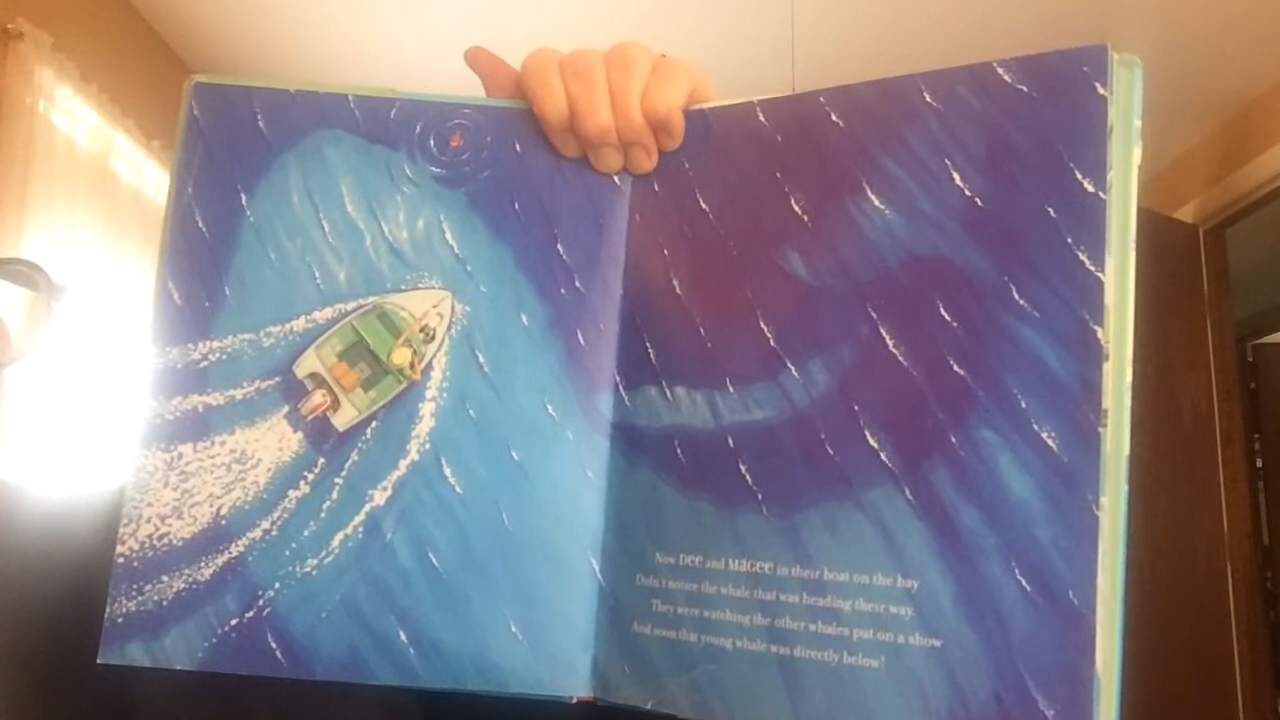 Now Dee and Magee in their boat on the bay
Didn't notice the whale that was heading their way.
They were watching the other whales put on a show
And soon that young whale was directly below!